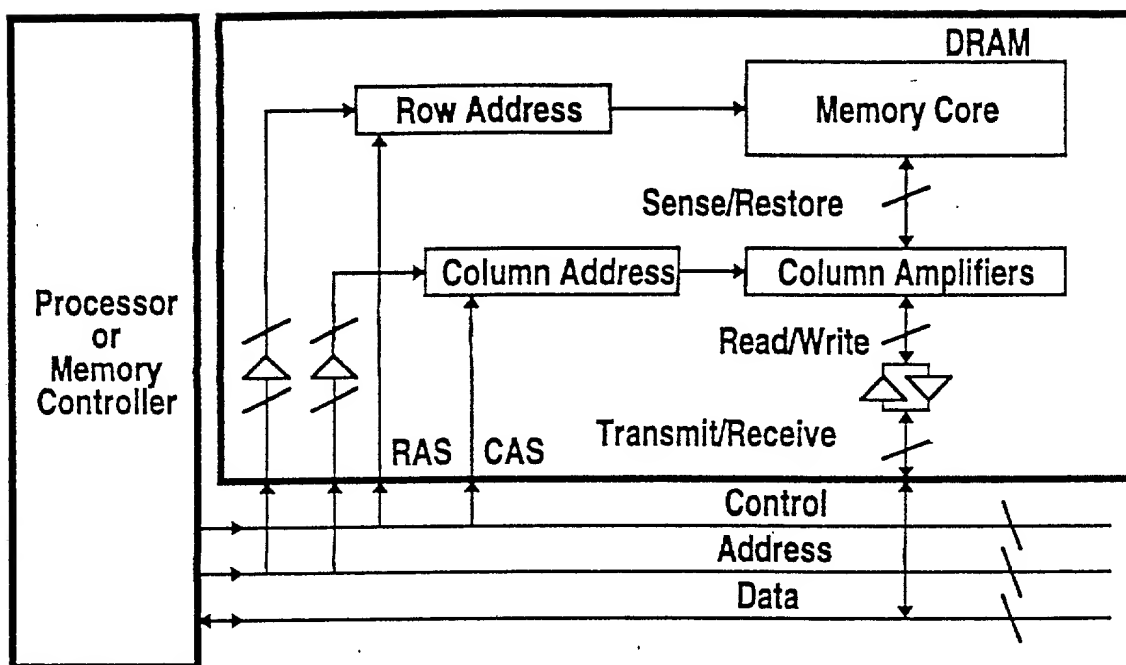 DRAM
Row Address
Memory Core
Sense/Restore
Column Address
Column Amplifiers
Processor
or
Memory
Controller
Read/Write
Transmit/Receive
RAS
CAS
Control
Address
Data